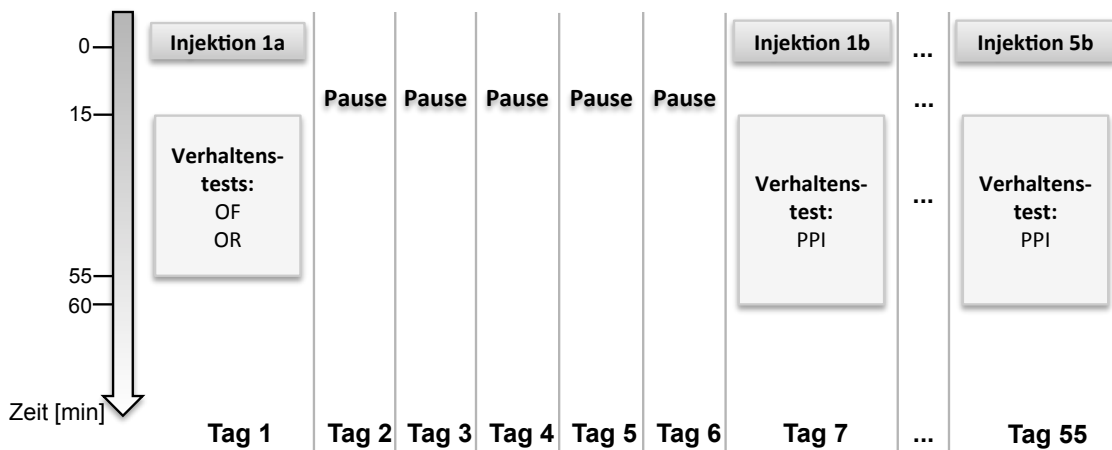 0
Injektion 1a
Injektion 1b
...
Injektion 5b
Pause
Pause
Pause
Pause
Pause
...
15
Verhaltens-
tests:
OF
OR
Verhaltens-
test:
PPI
...
Verhaltens-
test:
PPI
55
60
Zeit [min]
Tag 1
Tag 2
Tag 3
Tag 4
Tag 5
Tag 6
Tag 7
...
Tag 55